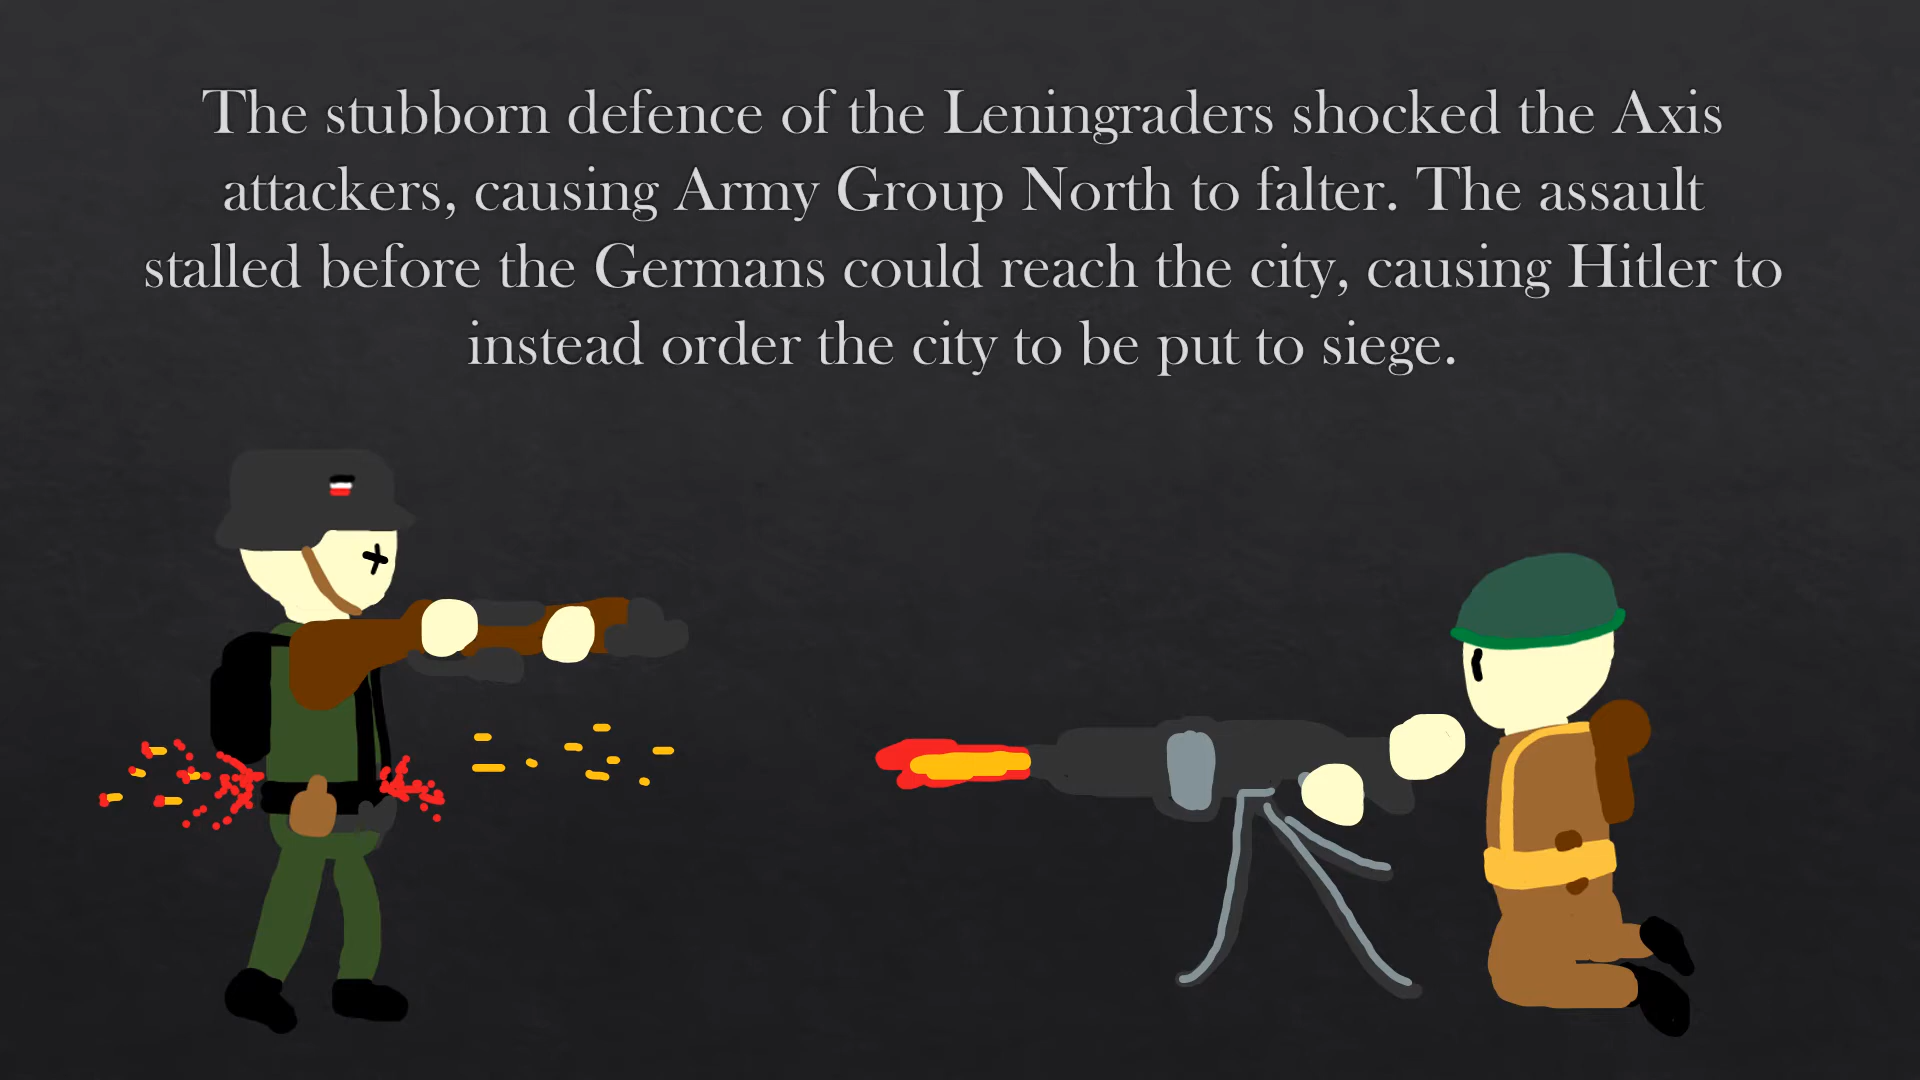 The stubborn defence of the Leningraders shocked the Axis
attackers, causing Army Group North to falter. The assault
stalled before the Germans could reach the city, causing Hitler to
instead order the city to be put to siege.